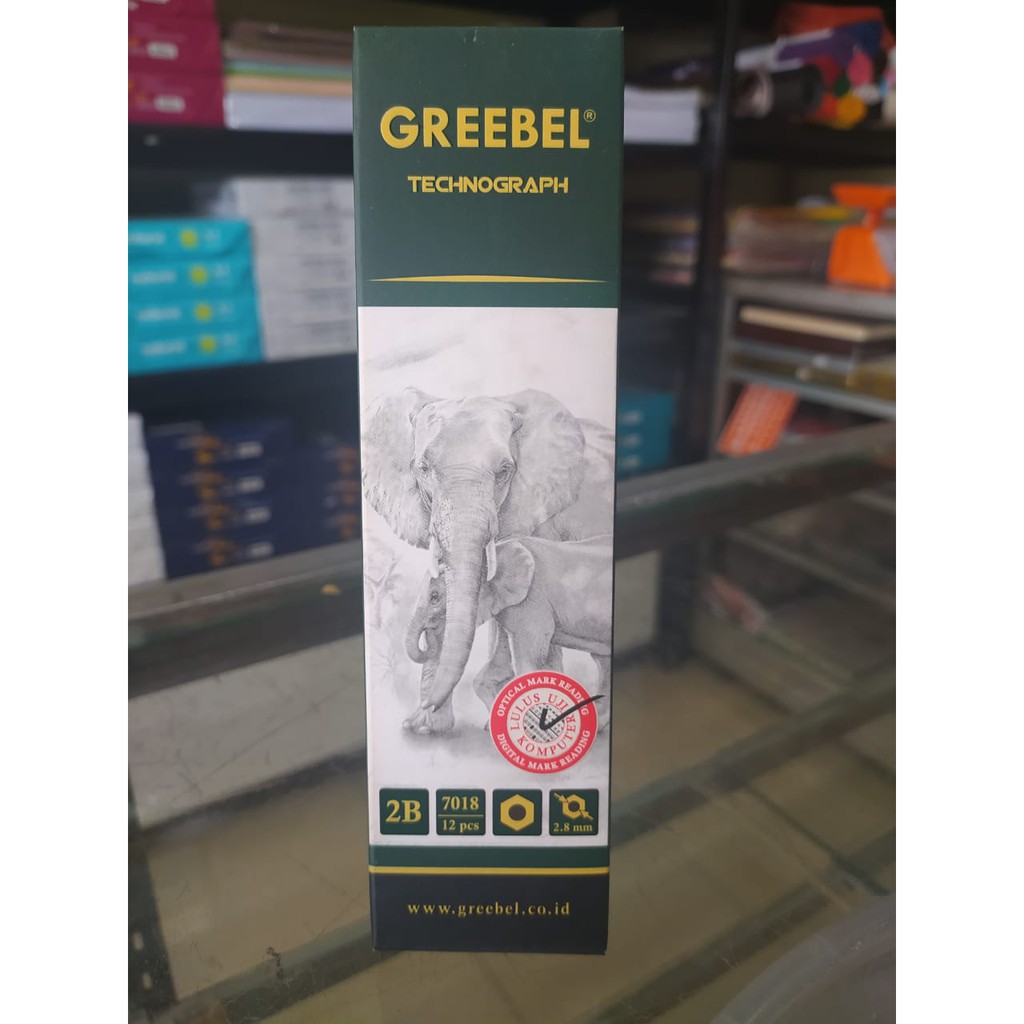 GREEBEL®
TECHNOGRAPH
OPTICAL MARK READING
LULUS UJI
KOMPUTER
DIGITAL MARK READING
2B
7018
12 pcs
2.8 mm
www.greebel.co.id